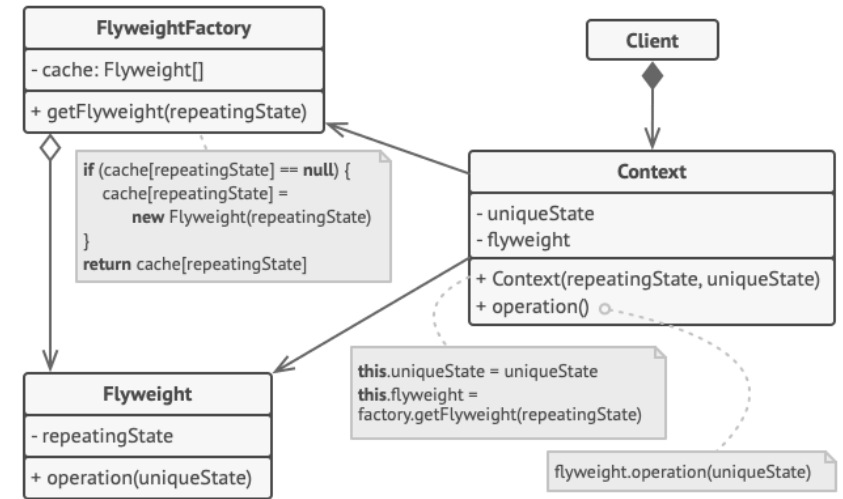 FlyweightFactory
- cache: Flyweight[]
+ getFlyweight(repeatingState)
if (cache[repeatingState] == null) {
cache[repeatingState] =
new Flyweight(repeatingState)
}
return cache[repeatingState]
Client
Context
- uniqueState
- flyweight
+ Context(repeatingState, uniqueState)
+ operation()
this.uniqueState = uniqueState
this.flyweight =
factory.getFlyweight(repeatingState)
flyweight.operation(uniqueState)
Flyweight
- repeatingState
+ operation(uniqueState)